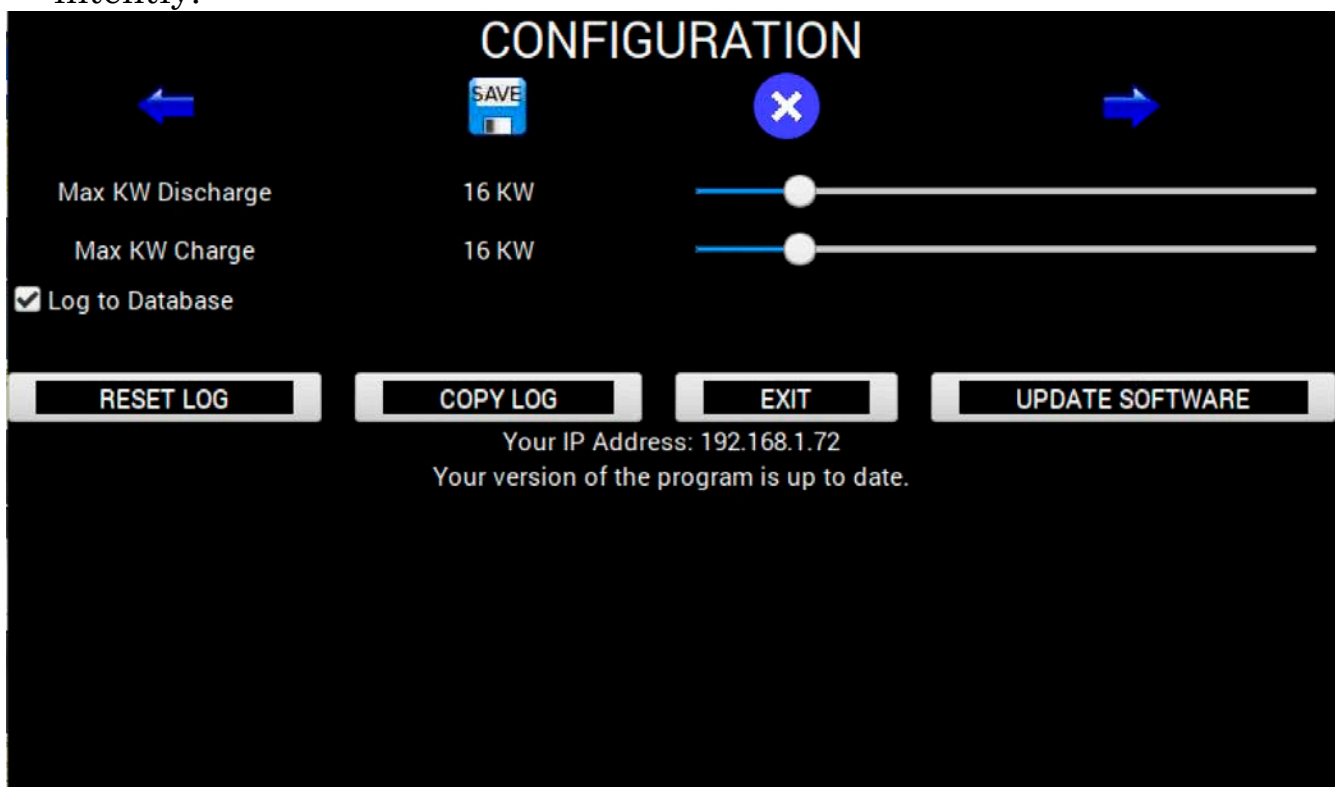 CONFIGURATION
SAVE
Max KW Discharge 16 KW
Max KW Charge 16 KW
Log to Database
RESET LOG COPY LOG EXIT UPDATE SOFTWARE
Your IP Address: 192.168.1.72
Your version of the program is up to date.